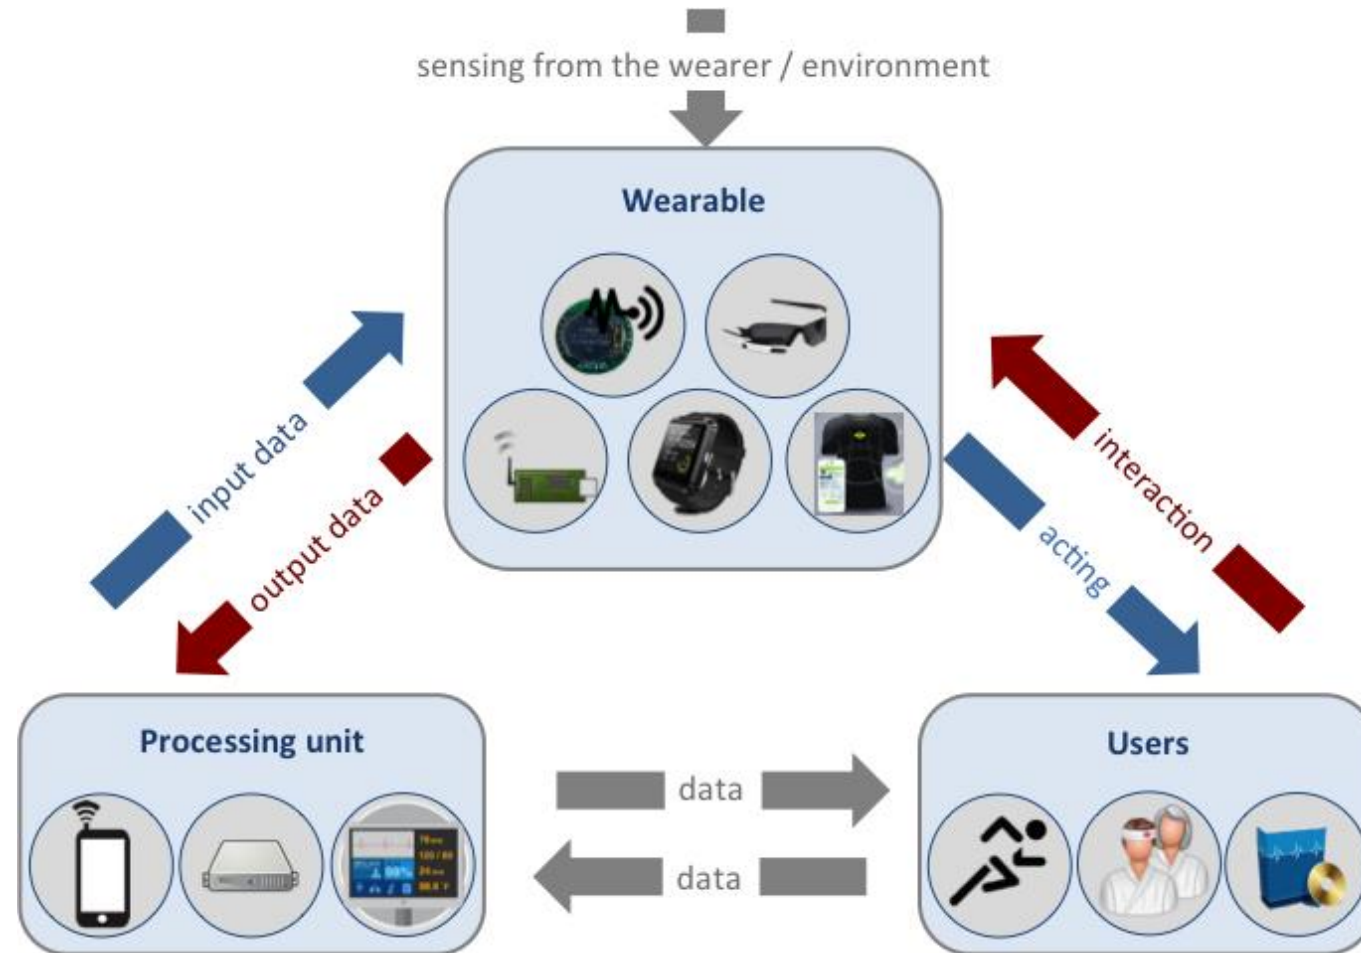 sensing from the wearer / environment
Wearable
input data
output data
interaction
acting
Processing unit
Users
data
data